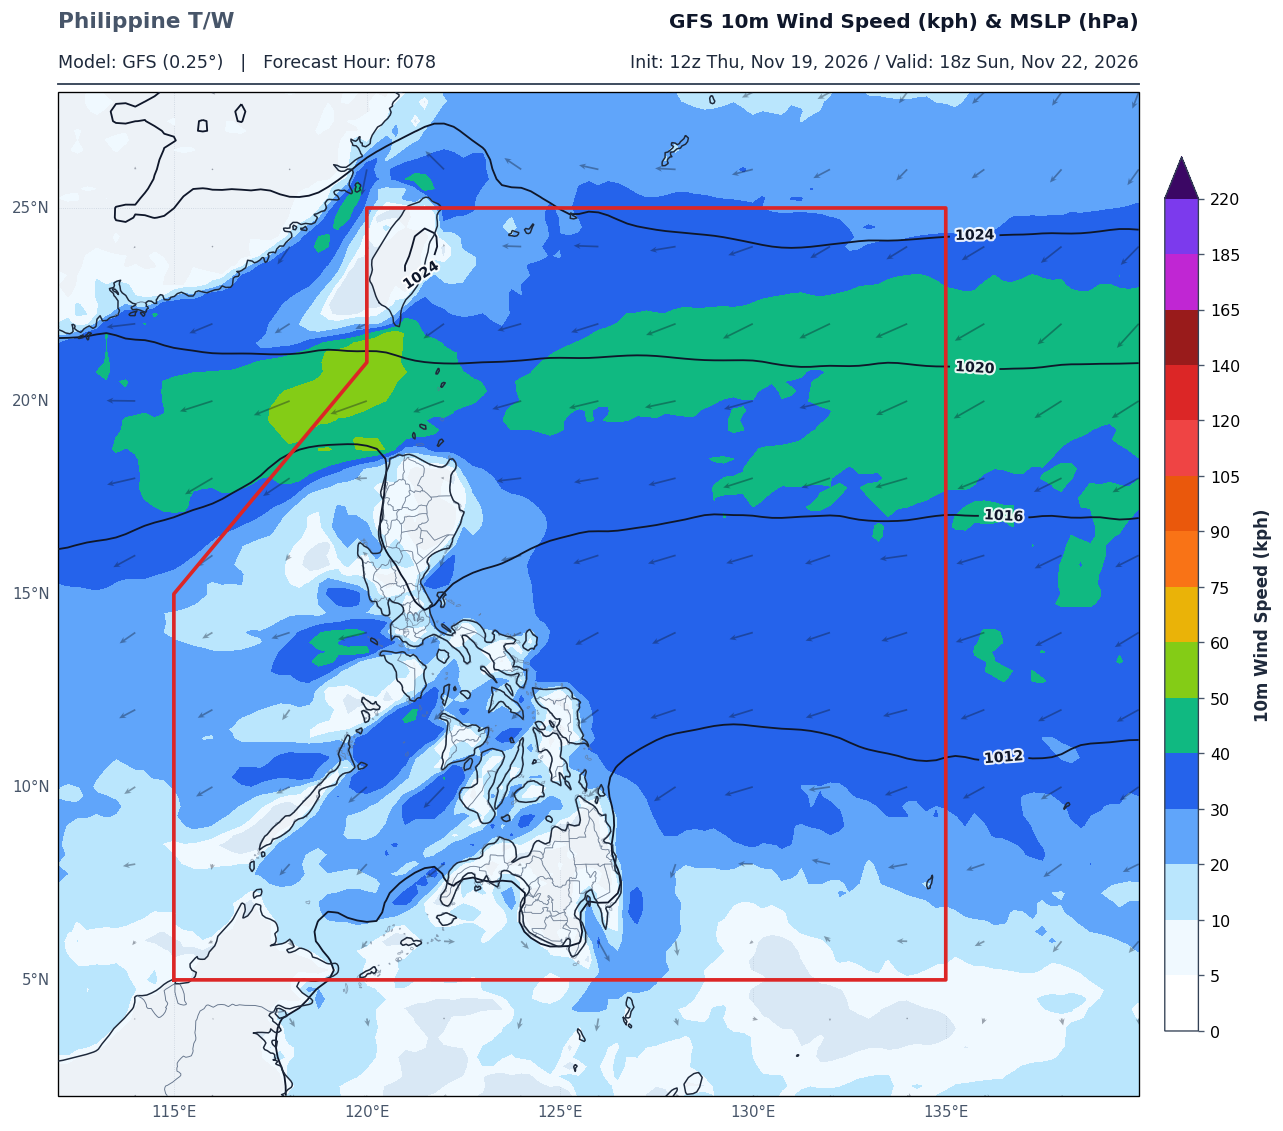 Philippine T/W
GFS 10m Wind Speed (kph) & MSLP (hPa)
Model: GFS (0.25°) | Forecast Hour: f078
Init: 12z Thu, Nov 19, 2026 / Valid: 18z Sun, Nov 22, 2026
25°N
20°N
15°N
10°N
5°N
115°E
120°E
125°E
130°E
135°E
1024
1024
1020
1016
1012
220
185
165
140
120
105
90
75
60
50
40
30
20
10
5
0
10m Wind Speed (kph)